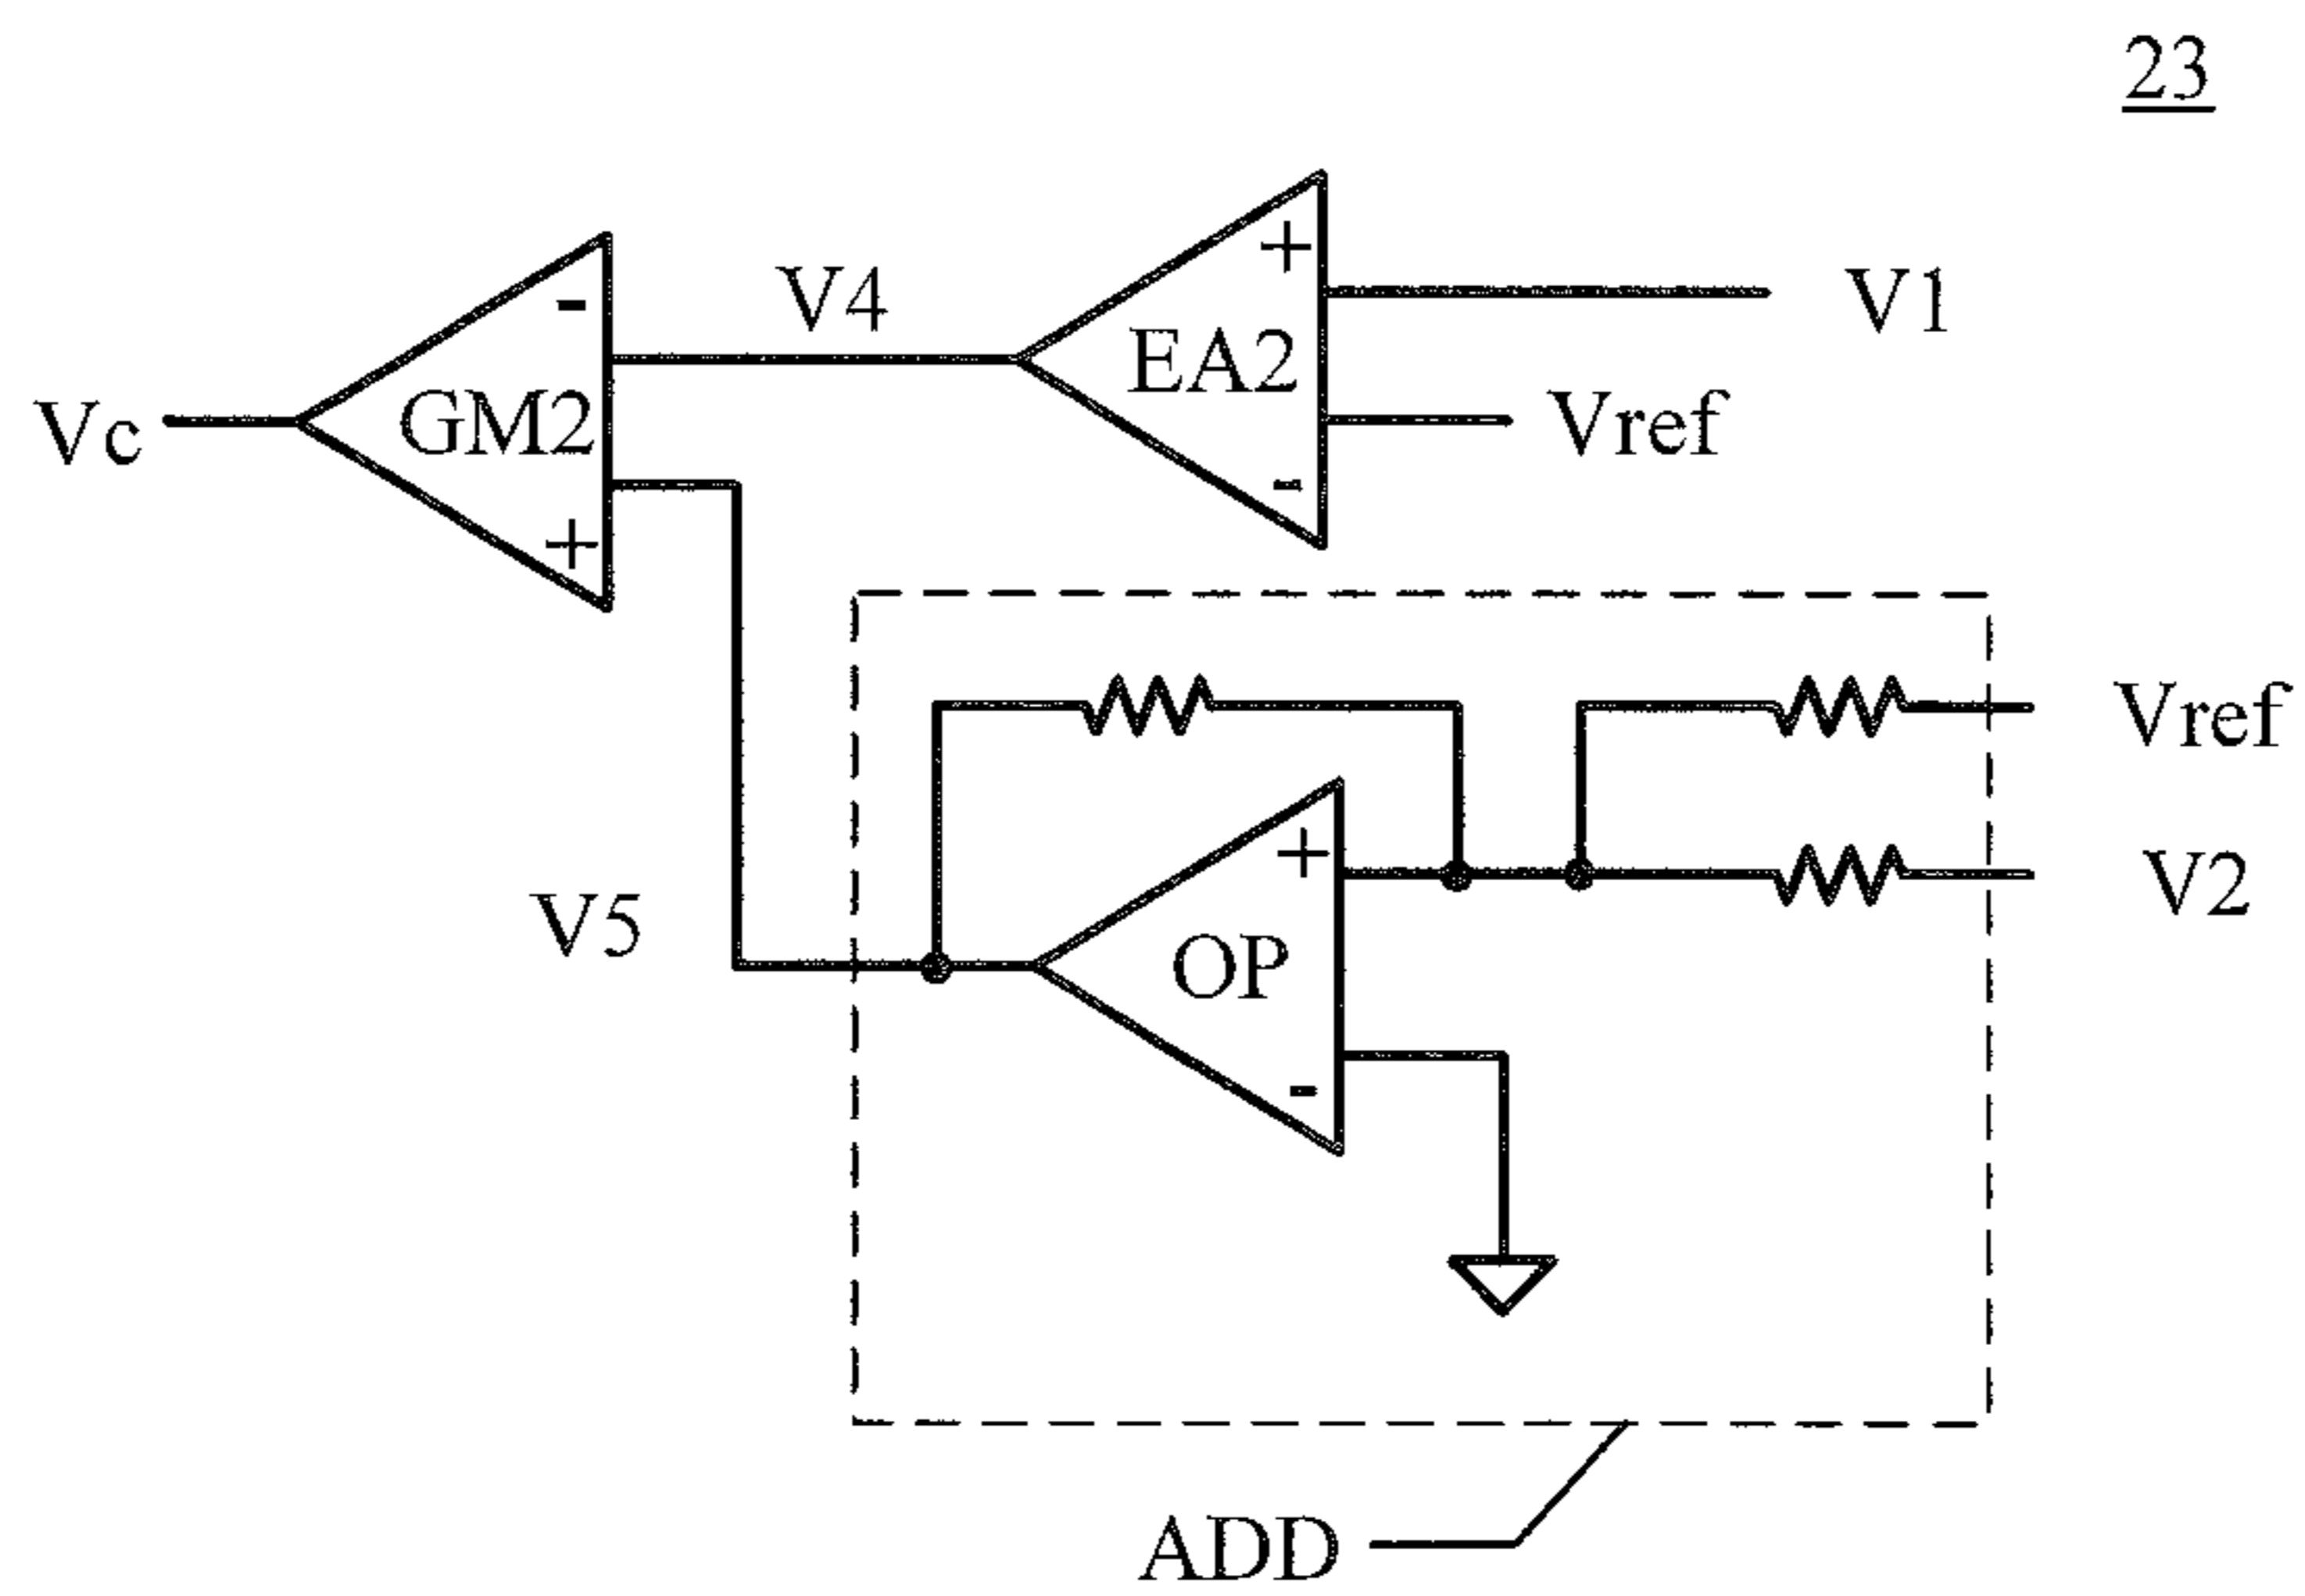 23
+
-
V4
V1
EA2
Vc
GM2
Vref
-
+
Vref
+
V2
V5
OP
-
ADD